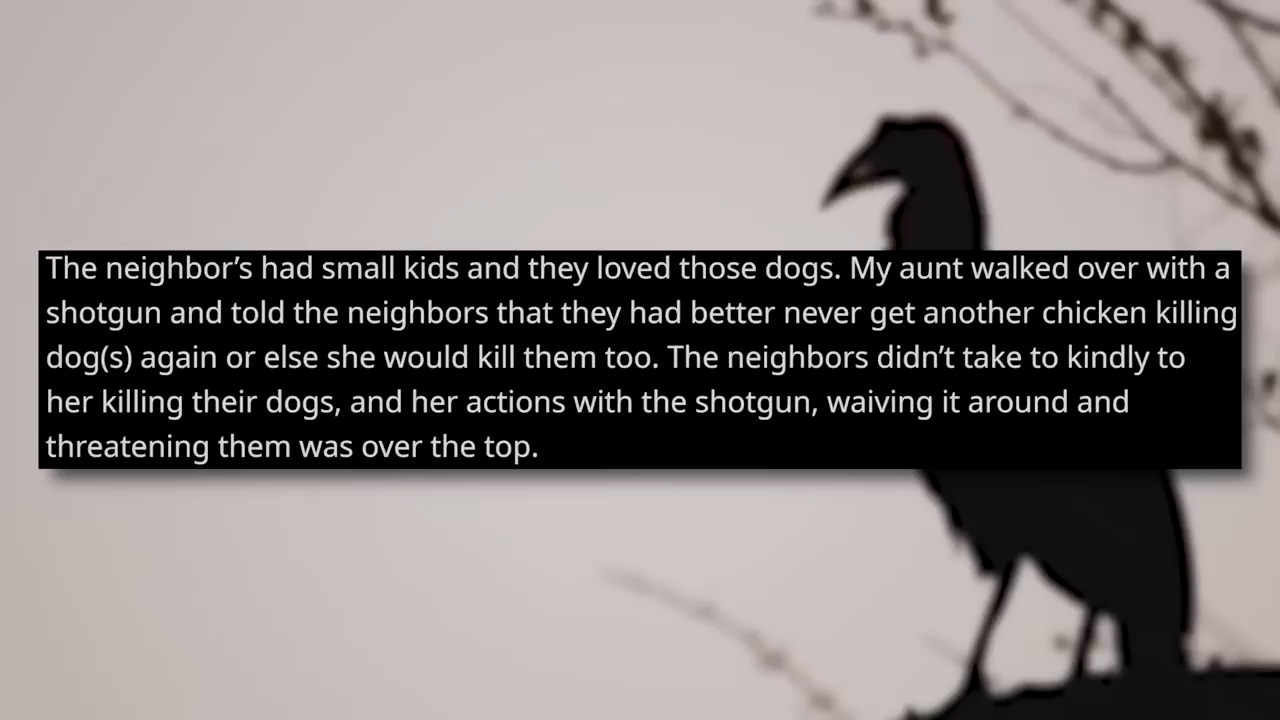 The neighbor’s had small kids and they loved those dogs. My aunt walked over with a
shotgun and told the neighbors that they had better never get another chicken killing
dog(s) again or else she would kill them too. The neighbors didn’t take to kindly to
her killing their dogs, and her actions with the shotgun, waiving it around and
threatening them was over the top.